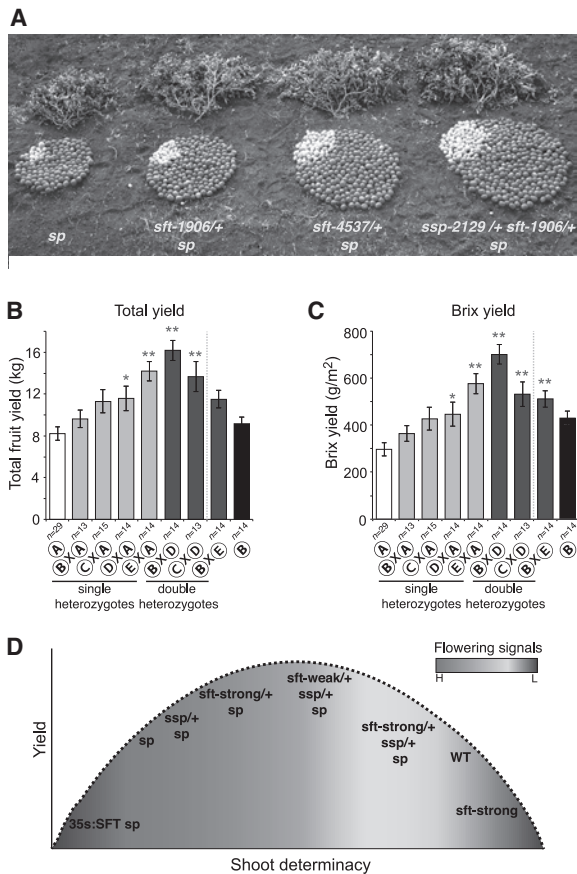 A
sp
sft-1906/+
sp
sft-4537/+
sp
ssp-2129 /+ sft-1906/+
sp
B
Total yield
Total fruit yield (kg)
16
12
8
4
0
*
**
**
**
n=29
n=13
n=15
n=14
n=14
n=14
n=13
n=14
n=14
A
B X A
C X A
D X A
E X A
B X D
C X D
B X E
B
single
heterozygotes
double
heterozygotes
C
Brix yield
Brix yield (g/m²)
800
600
400
200
0
*
**
**
**
**
n=29
n=13
n=15
n=14
n=14
n=14
n=13
n=14
n=14
A
B X A
C X A
D X A
E X A
B X D
C X D
B X E
B
single
heterozygotes
double
heterozygotes
D
Flowering signals
H L
Yield
35s:SFT sp
sp
ssp/+
sp
sft-strong/+
sp
sft-weak/+
ssp/+
sp
sft-strong/+
ssp/+
sp
WT
sft-strong
Shoot determinacy